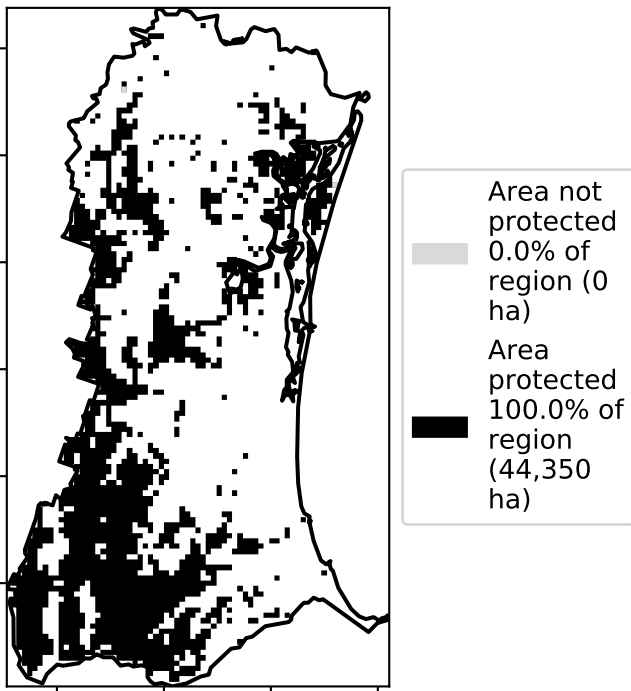 Area not
protected
0.0% of
region (0
ha)
Area
protected
100.0% of
region
(44,350
ha)